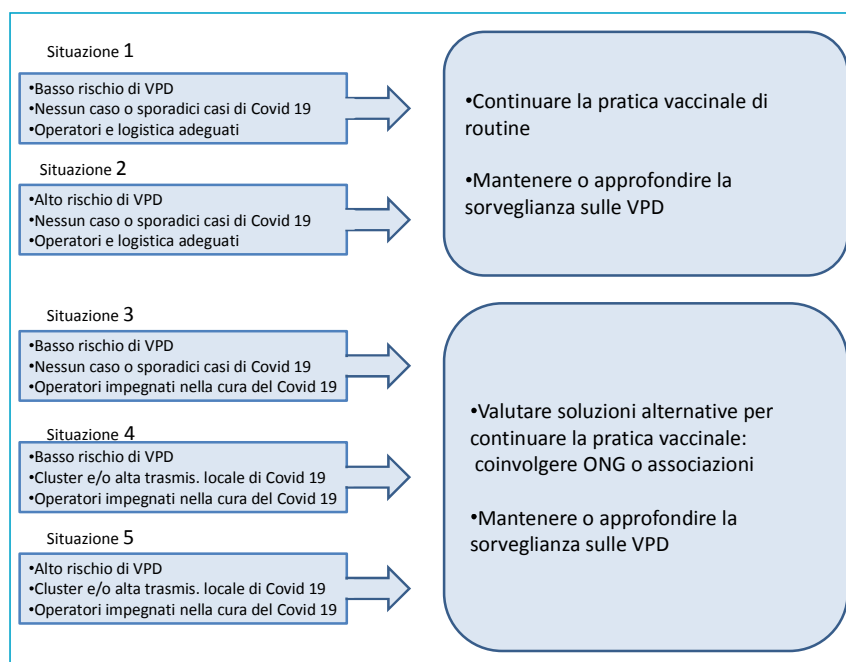 Situazione 1
•Basso rischio di VPD
•Nessun caso o sporadici casi di Covid 19
•Operatori e logistica adeguati
Situazione 2
•Alto rischio di VPD
•Nessun caso o sporadici casi di Covid 19
•Operatori e logistica adeguati
•Continuare la pratica vaccinale di
routine
•Mantenere o approfondire la
sorveglianza sulle VPD
Situazione 3
•Basso rischio di VPD
•Nessun caso o sporadici casi di Covid 19
•Operatori impegnati nella cura del Covid 19
Situazione 4
•Basso rischio di VPD
•Cluster e/o alta trasmis. locale di Covid 19
•Operatori impegnati nella cura del Covid 19
Situazione 5
•Alto rischio di VPD
•Cluster e/o alta trasmis. locale di Covid 19
•Operatori impegnati nella cura del Covid 19
•Valutare soluzioni alternative per
continuare la pratica vaccinale:
coinvolgere ONG o associazioni
•Mantenere o approfondire la
sorveglianza sulle VPD